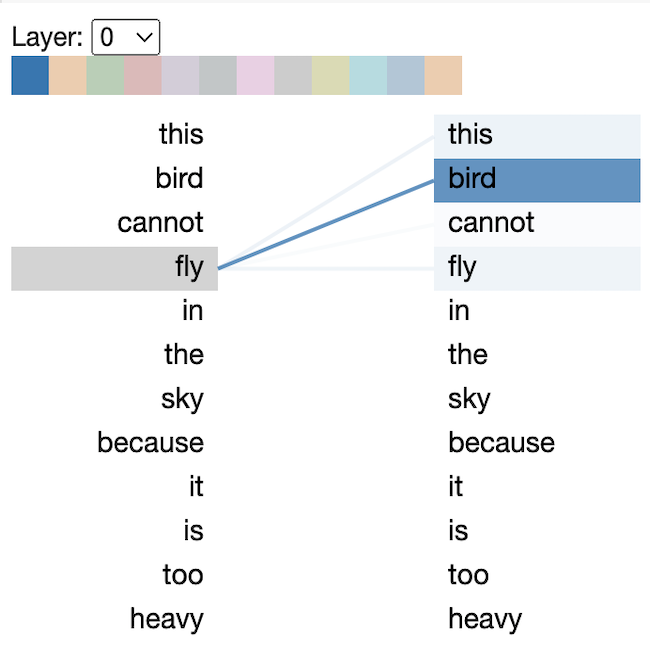 Layer: 0
this this
bird bird
cannot cannot
fly fly
in in
the the
sky sky
because because
it it
is is
too too
heavy heavy